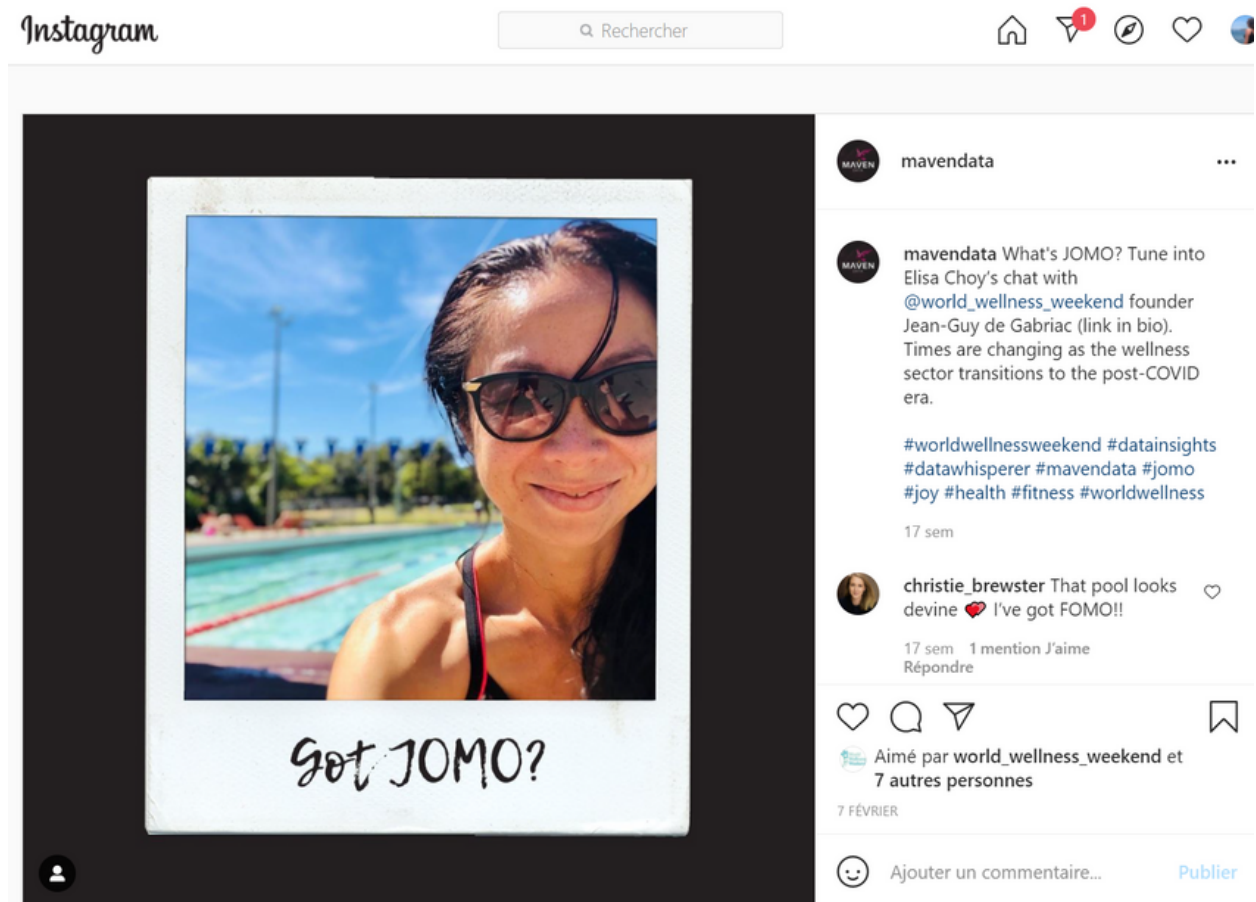 Instagram
Rechercher
1
MAVEN
mavendata
MAVEN
mavendata What's JOMO? Tune into
Elisa Choy's chat with
@world_wellness_weekend founder
Jean-Guy de Gabriac (link in bio).
Times are changing as the wellness
sector transitions to the post-COVID
era.
#worldwellnessweekend #datainsights
#datawhisperer #mavendata #jomo
#joy #health #fitness #worldwellness
17 sem
christie_brewster That pool looks
devine 💞 I've got FOMO!!
17 sem 1 mention J'aime
Répondre
Aimé par world_wellness_weekend et
7 autres personnes
7 FÉVRIER
Ajouter un commentaire... Publier
Got JOMO?